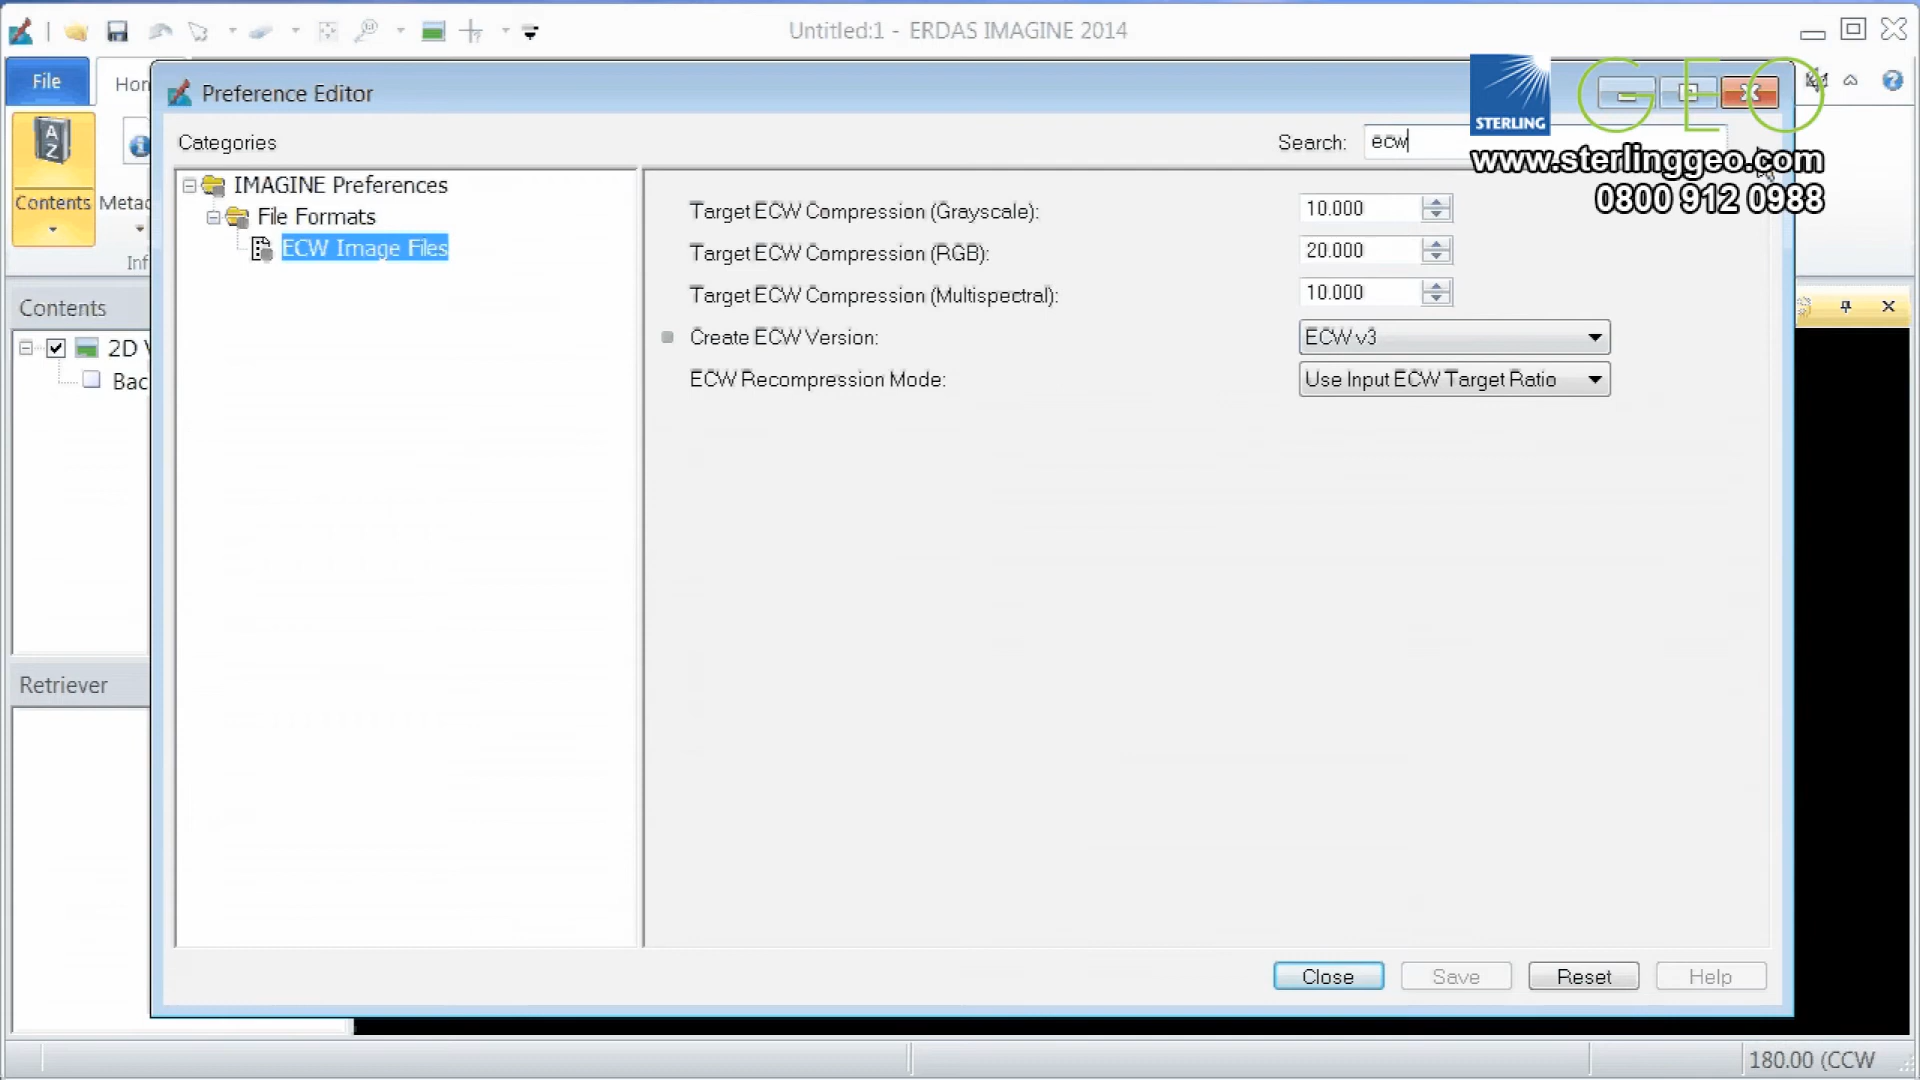 Untitled:1 - ERDAS IMAGINE 2014
File
Hon
Preference Editor
STERLING
GEO
www.sterlinggeo.com
0800 912 0988
Categories
Search:
ecw
A
Z
Contents
Metad
Inf
IMAGINE Preferences
File Formats
ECW Image Files
Target ECW Compression (Grayscale):
10.000
Target ECW Compression (RGB):
20.000
Target ECW Compression (Multispectral):
10.000
Create ECW Version:
ECW v3
ECW Recompression Mode:
Use Input ECW Target Ratio
Contents
2D V
Bac
Retriever
Close
Save
Reset
Help
180.00 (CCW